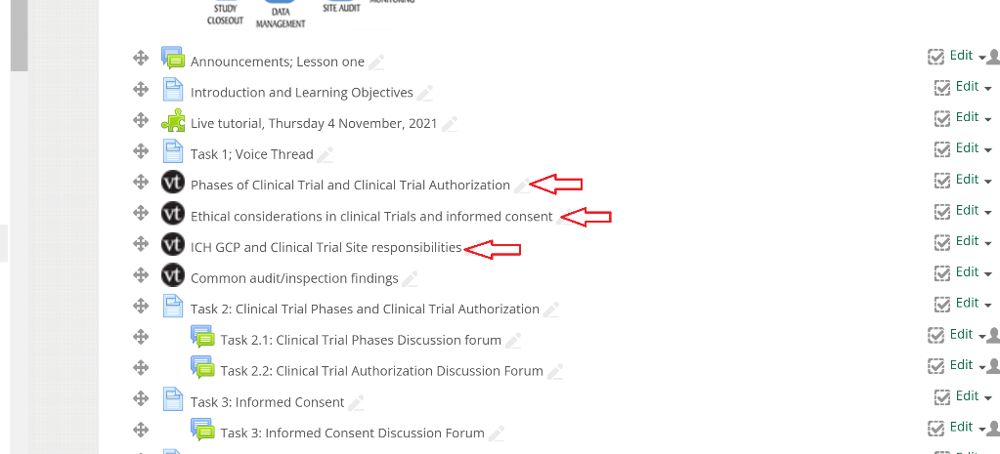 STUDY
CLOSEOUT
DATA
MANAGEMENT
SITE AUDIT
MONITORING
Announcements; Lesson one
Edit
Introduction and Learning Objectives
Edit
Live tutorial, Thursday 4 November, 2021
Edit
Task 1; Voice Thread
Edit
vt Phases of Clinical Trial and Clinical Trial Authorization
Edit
vt Ethical considerations in clinical Trials and informed consent
Edit
vt ICH GCP and Clinical Trial Site responsibilities
Edit
vt Common audit/inspection findings
Edit
Task 2: Clinical Trial Phases and Clinical Trial Authorization
Edit
Task 2.1: Clinical Trial Phases Discussion forum
Edit
Task 2.2: Clinical Trial Authorization Discussion Forum
Edit
Task 3: Informed Consent
Edit
Task 3: Informed Consent Discussion Forum
Edit